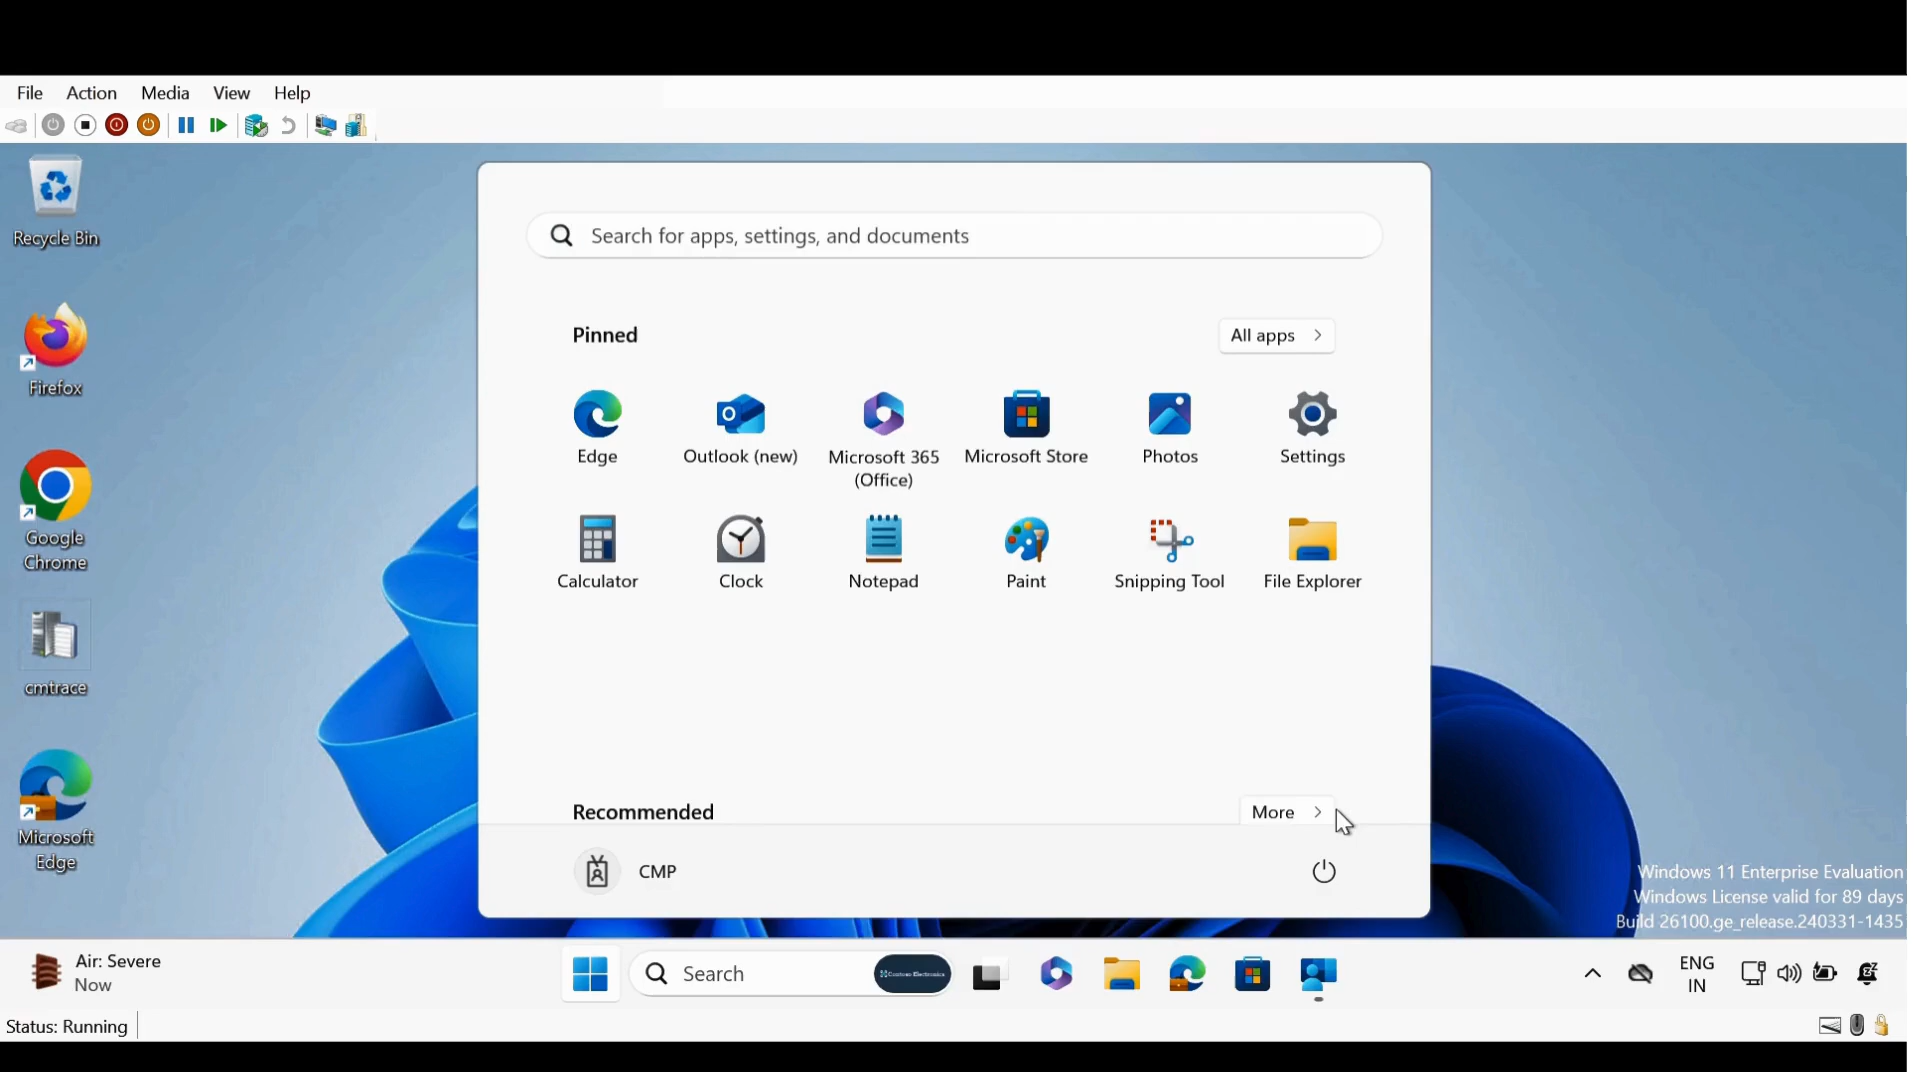 File Action Media View Help
Recycle Bin
Firefox
Google
Chrome
cmtrace
Microsoft
Edge
Search for apps, settings, and documents
Pinned
All apps
Edge
Outlook (new)
Microsoft 365
(Office)
Microsoft Store
Photos
Settings
Calculator
Clock
Notepad
Paint
Snipping Tool
File Explorer
Recommended
More
CMP
Windows 11 Enterprise Evaluation
Windows License valid for 89 days
Build 26100.ge_release.240331-1435
Air: Severe
Now
Search
Contoso Electronics
ENG
IN
Status: Running